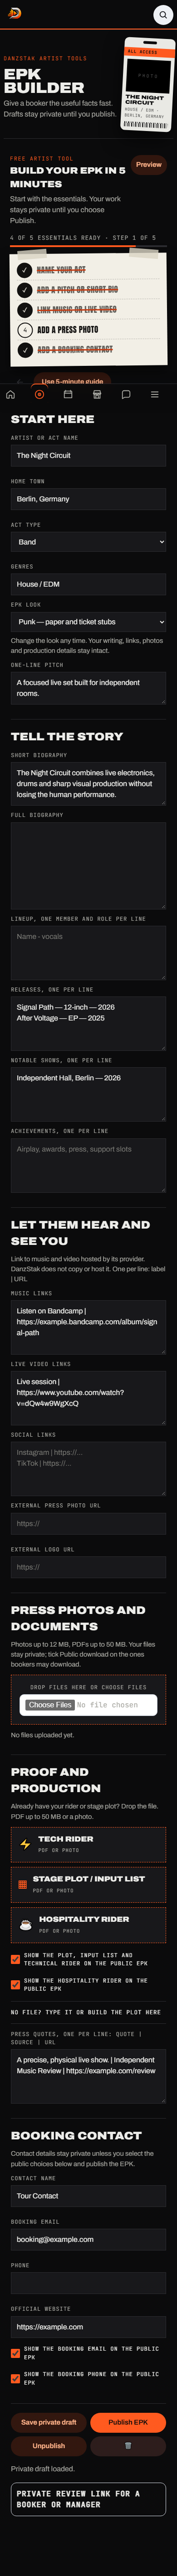 DANZSTAK ARTIST TOOLS
EPK
BUILDER
Give a booker the useful facts fast.
Drafts stay private until you publish.
ALL ACCESS
PHOTO
THE NIGHT
CIRCUIT
HOUSE / EDM ·
BERLIN, GERMANY
FREE ARTIST TOOL
BUILD YOUR EPK IN 5
MINUTES
Preview
Start with the essentials. Your work
stays private until you choose
Publish.
4 OF 5 ESSENTIALS READY · STEP 1 OF 5
✓ NAME YOUR ACT
✓ ADD A PITCH OR SHORT BIO
✓ LINK MUSIC OR LIVE VIDEO
4 ADD A PRESS PHOTO
✓ ADD A BOOKING CONTACT
Use 5-minute guide
START HERE
ARTIST OR ACT NAME
The Night Circuit
HOME TOWN
Berlin, Germany
ACT TYPE
Band
GENRES
House / EDM
EPK LOOK
Punk — paper and ticket stubs
Change the look any time. Your writing, links, photos
and production details stay intact.
ONE-LINE PITCH
A focused live set built for independent
rooms.
TELL THE STORY
SHORT BIOGRAPHY
The Night Circuit combines live electronics,
drums and sharp visual production without
losing the human performance.
FULL BIOGRAPHY
LINEUP, ONE MEMBER AND ROLE PER LINE
Name - vocals
RELEASES, ONE PER LINE
Signal Path — 12-inch — 2026
After Voltage — EP — 2025
NOTABLE SHOWS, ONE PER LINE
Independent Hall, Berlin — 2026
ACHIEVEMENTS, ONE PER LINE
Airplay, awards, press, support slots
LET THEM HEAR AND
SEE YOU
Link to music and video hosted by its provider.
DanzStak does not copy or host it. One per line: label
| URL
MUSIC LINKS
Listen on Bandcamp |
https://example.bandcamp.com/album/sign
al-path
LIVE VIDEO LINKS
Live session |
https://www.youtube.com/watch?
v=dQw4w9WgXcQ
SOCIAL LINKS
Instagram | https://...
TikTok | https://...
EXTERNAL PRESS PHOTO URL
https://
EXTERNAL LOGO URL
https://
PRESS PHOTOS AND
DOCUMENTS
Photos up to 12 MB, PDFs up to 50 MB. Your files
stay private; tick Public download on the ones
bookers may download.
DROP FILES HERE OR CHOOSE FILES
Choose Files No file chosen
No files uploaded yet.
PROOF AND
PRODUCTION
Already have your rider or stage plot? Drop the file.
PDF up to 50 MB or a photo.
TECH RIDER
PDF OR PHOTO
STAGE PLOT / INPUT LIST
PDF OR PHOTO
HOSPITALITY RIDER
PDF OR PHOTO
SHOW THE PLOT, INPUT LIST AND
TECHNICAL RIDER ON THE PUBLIC EPK
SHOW THE HOSPITALITY RIDER ON THE
PUBLIC EPK
NO FILE? TYPE IT OR BUILD THE PLOT HERE
PRESS QUOTES, ONE PER LINE: QUOTE |
SOURCE | URL
A precise, physical live show. | Independent
Music Review | https://example.com/review
BOOKING CONTACT
Contact details stay private unless you select the
public choices below and publish the EPK.
CONTACT NAME
Tour Contact
BOOKING EMAIL
booking@example.com
PHONE
OFFICIAL WEBSITE
https://example.com
SHOW THE BOOKING EMAIL ON THE PUBLIC
EPK
SHOW THE BOOKING PHONE ON THE PUBLIC
EPK
Save private draft
Publish EPK
Unpublish
Private draft loaded.
PRIVATE REVIEW LINK FOR A
BOOKER OR MANAGER